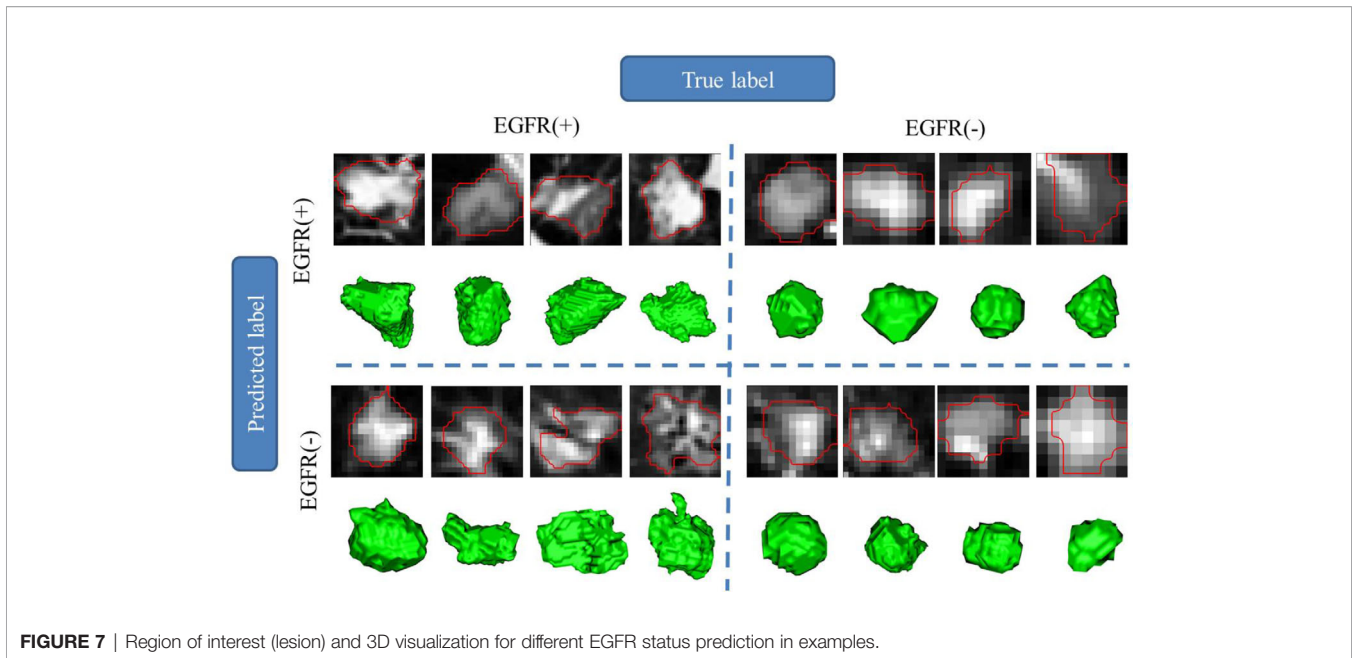 True label
EGFR(+)
EGFR(-)
Predicted label
EGFR(+)
EGFR(-)
FIGURE 7 | Region of interest (lesion) and 3D visualization for different EGFR status prediction in examples.